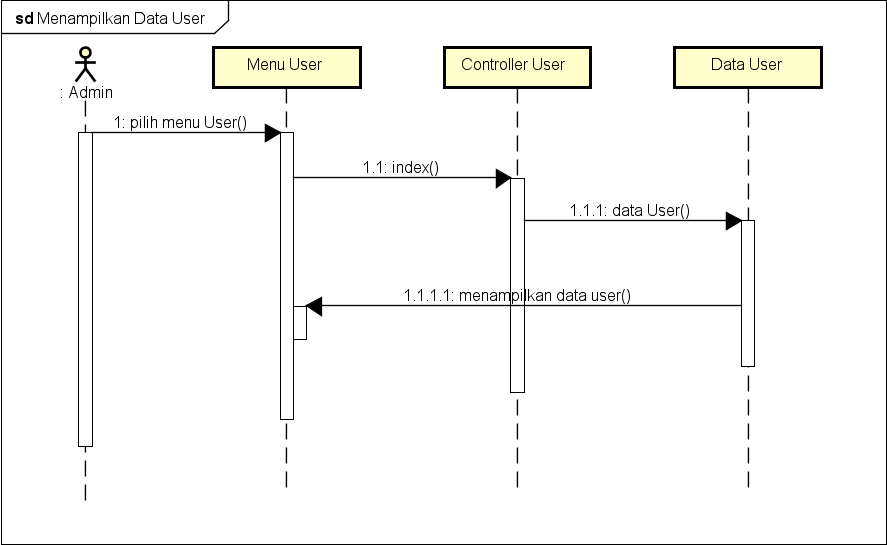 sd Menampilkan Data User
: Admin
Menu User
Controller User
Data User
1: pilih menu User()
1.1: index()
1.1.1: data User()
1.1.1.1: menampilkan data user()